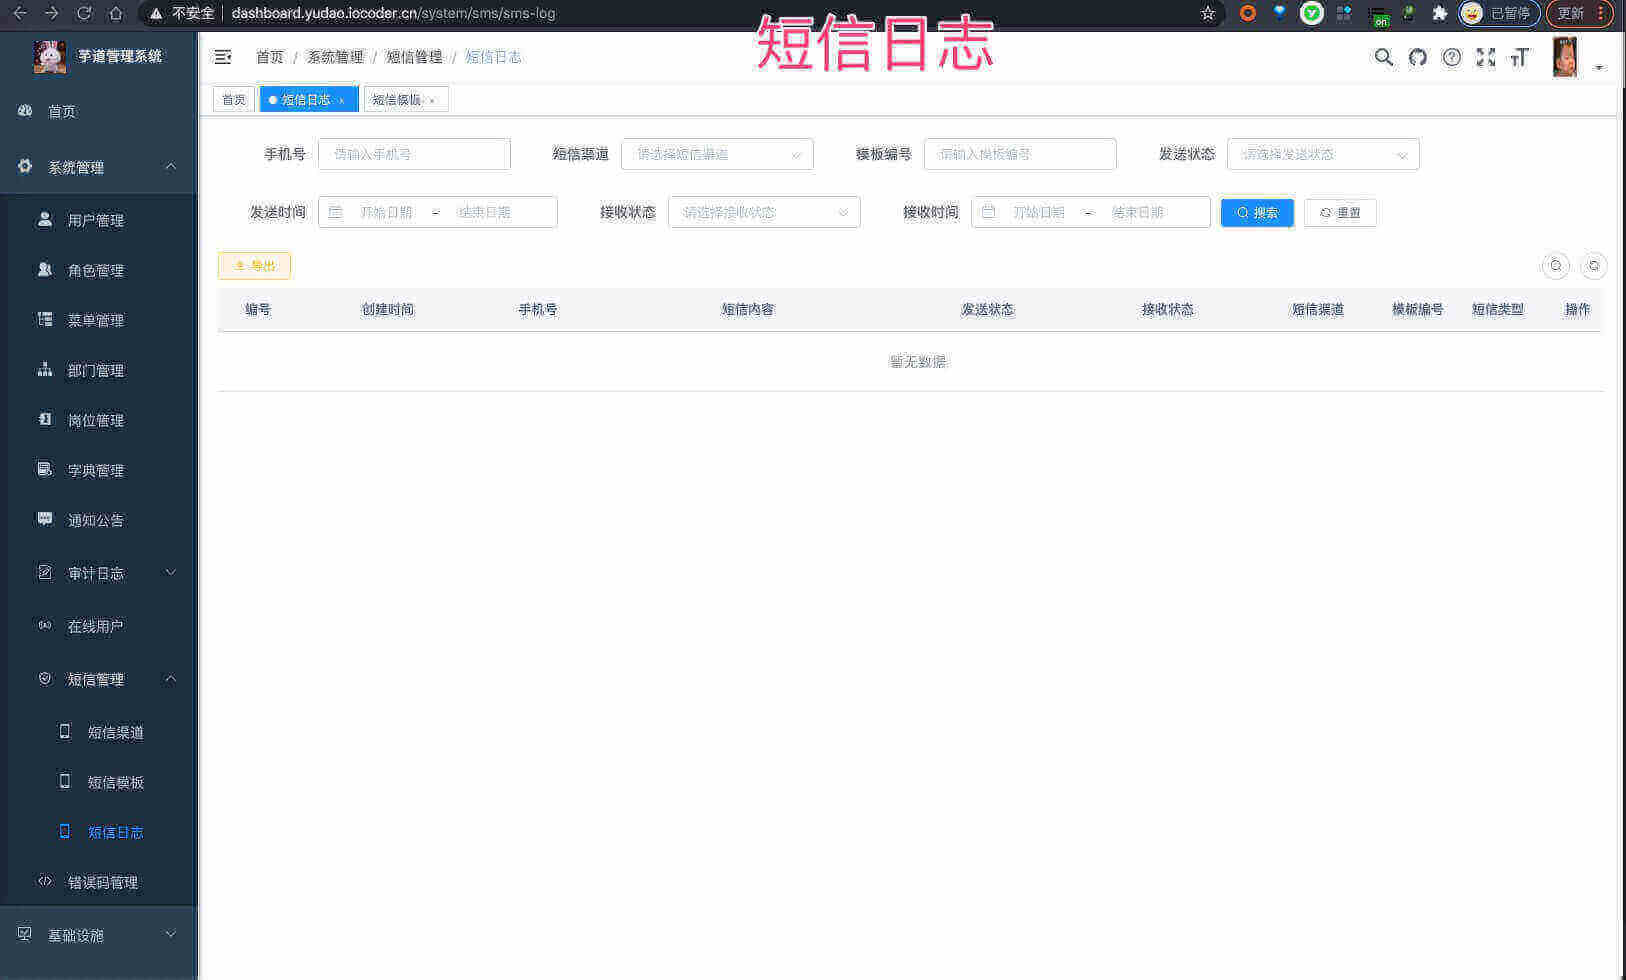 不安全 dashboard.yudao.iocoder.cn/system/sms/sms-log
on
已暂停
更新
短信日志
芋道管理系统
首页 / 系统管理 / 短信管理 / 短信日志
首页
短信日志 ×
短信模板 ×
首页
系统管理
用户管理
角色管理
菜单管理
部门管理
岗位管理
字典管理
通知公告
审计日志
在线用户
短信管理
短信渠道
短信模板
短信日志
错误码管理
基础设施
手机号 请输入手机号 短信渠道 请选择短信渠道 模板编号 请输入模板编号 发送状态 请选择发送状态
发送时间 开始日期 - 结束日期 接收状态 请选择接收状态 接收时间 开始日期 - 结束日期 搜索 重置
导出
编号 创建时间 手机号 短信内容 发送状态 接收状态 短信渠道 模板编号 短信类型 操作
暂无数据